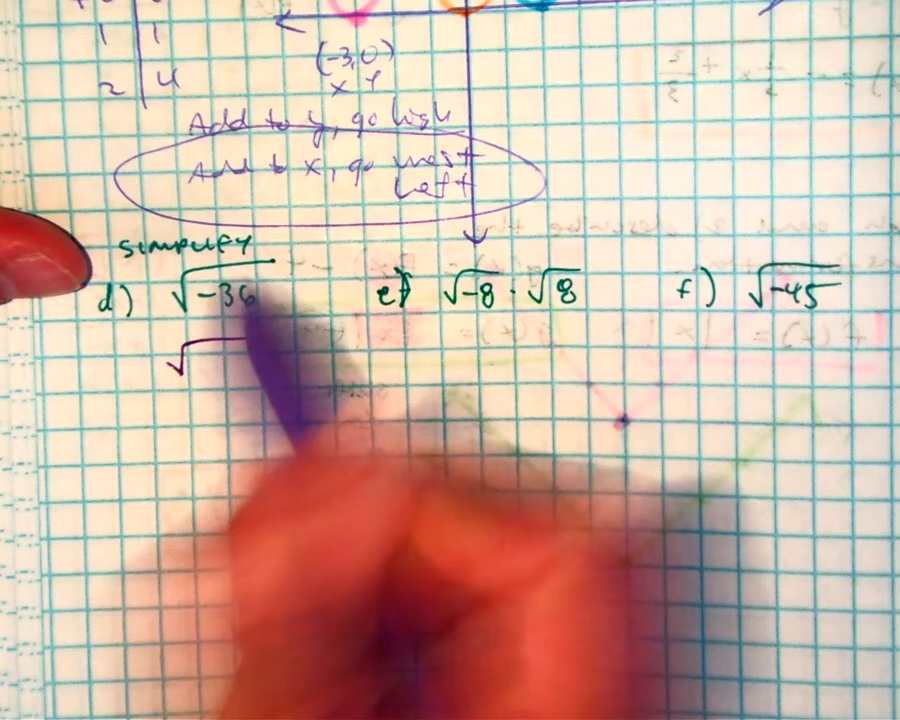 1 1
2 4
(-3,0)
x y
Add to y, go high
Add to x, go west
Left
simplify
d) √-36 e) √-8 · √8 f) √-45
√